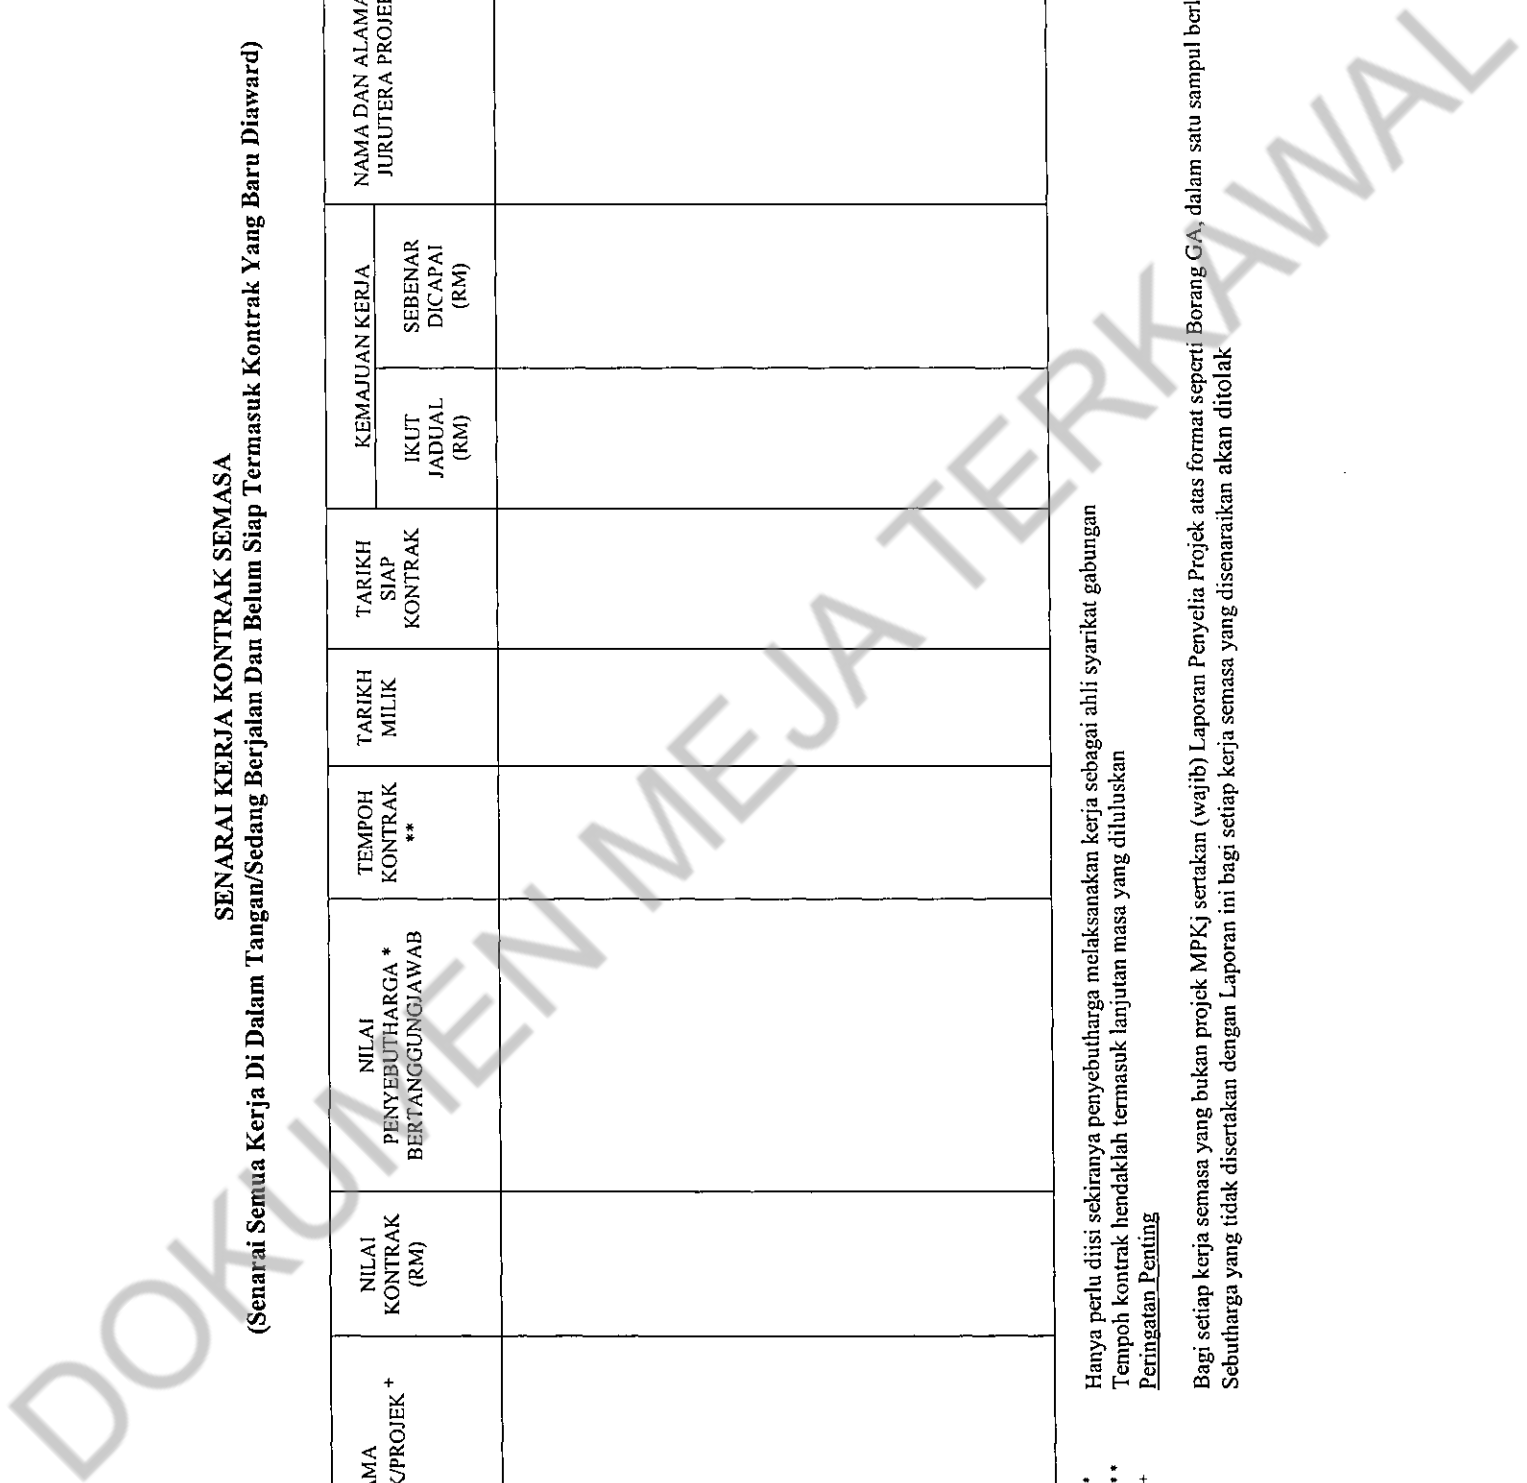 SENARAI KERJA KONTRAK SEMASA
(Senarai Semua Kerja Di Dalam Tangan/Sedang Berjalan Dan Belum Siap Termasuk Kontrak Yang Baru Diaward)
/PROJEK +
NILAI
KONTRAK
(RM)
NILAI
PENYEBUTHARGA *
BERTANGGUNGJAWAB
TEMPOH
KONTRAK
**
TARIKH
MILIK
TARIKH
SIAP
KONTRAK
KEMAJUAN KERJA
IKUT
JADUAL
(RM)
SEBENAR
DICAPAI
(RM)
NAMA DAN
JURUTERA
* Hanya perlu diisi sekiranya penyebutharga melaksanakan kerja sebagai ahli syarikat gabungan
** Tempoh kontrak hendaklah termasuk lanjutan masa yang diluluskan
+ Peringatan Penting
Bagi setiap kerja semasa yang bukan projek MPKj sertakan (wajib) Laporan Penyelia Projek atas format seperti Borang GA, dalam satu sampul
Sebutharga yang tidak disertakan dengan Laporan ini bagi setiap kerja semasa yang disenaraikan akan ditolak
DOKUMEN MEJA TERKAWAL